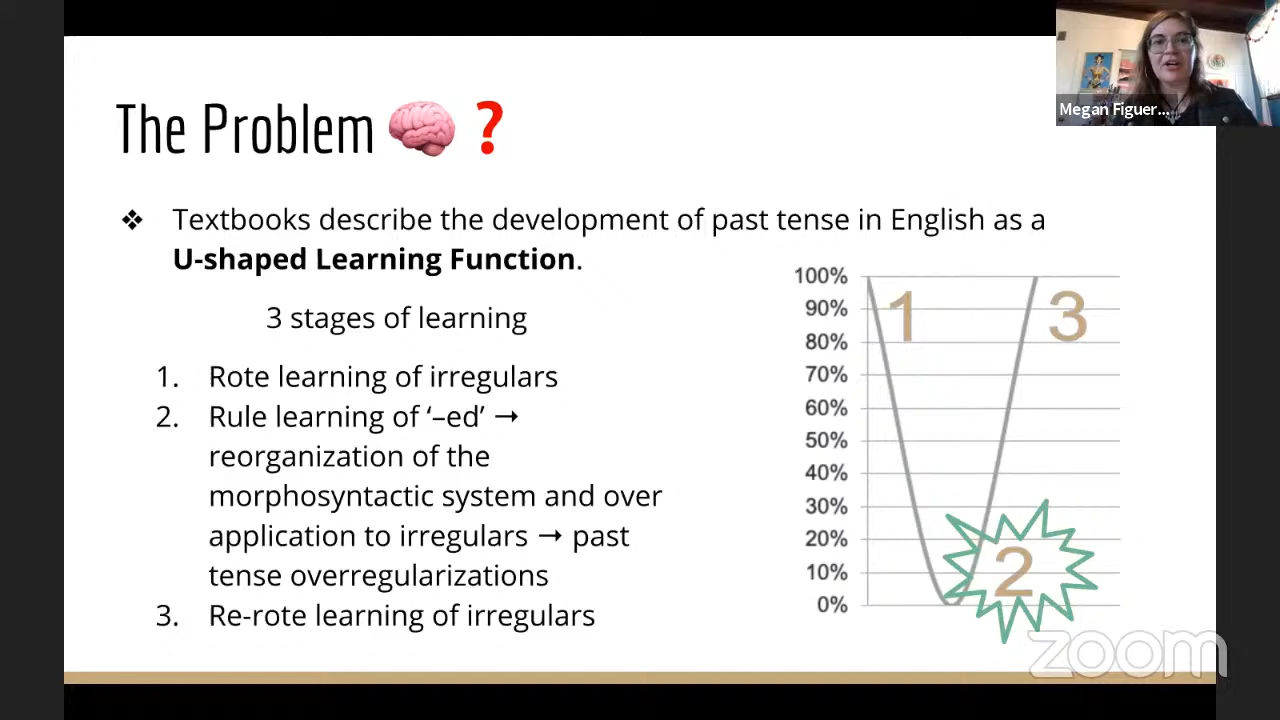 Megan Figuer...
The Problem 🧠❓
❖ Textbooks describe the development of past tense in English as a
U-shaped Learning Function.
3 stages of learning
1. Rote learning of irregulars
2. Rule learning of ‘–ed’ →
reorganization of the
morphosyntactic system and over
application to irregulars → past
tense overregularizations
3. Re-rote learning of irregulars
100%
90%
80%
70%
60%
50%
40%
30%
20%
10%
0%
1
3
2
zoom